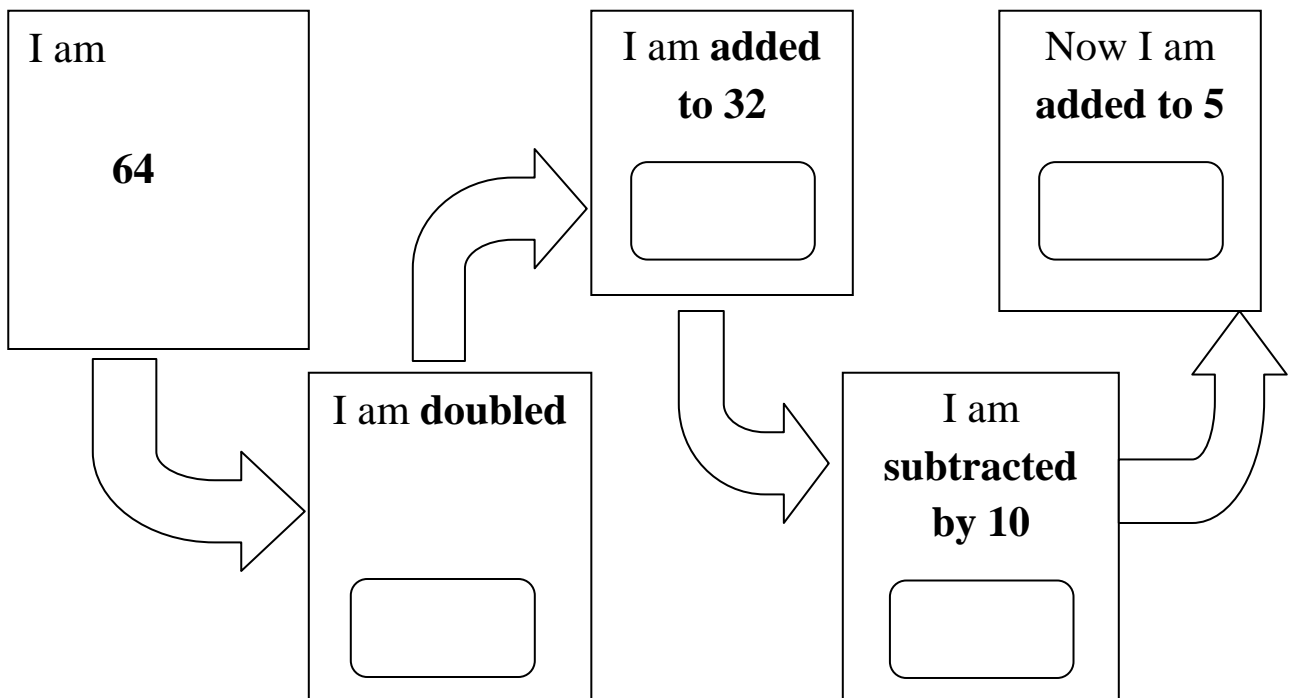 I am
64
I am doubled
I am added
to 32
I am
subtracted
by 10
Now I am
added to 5